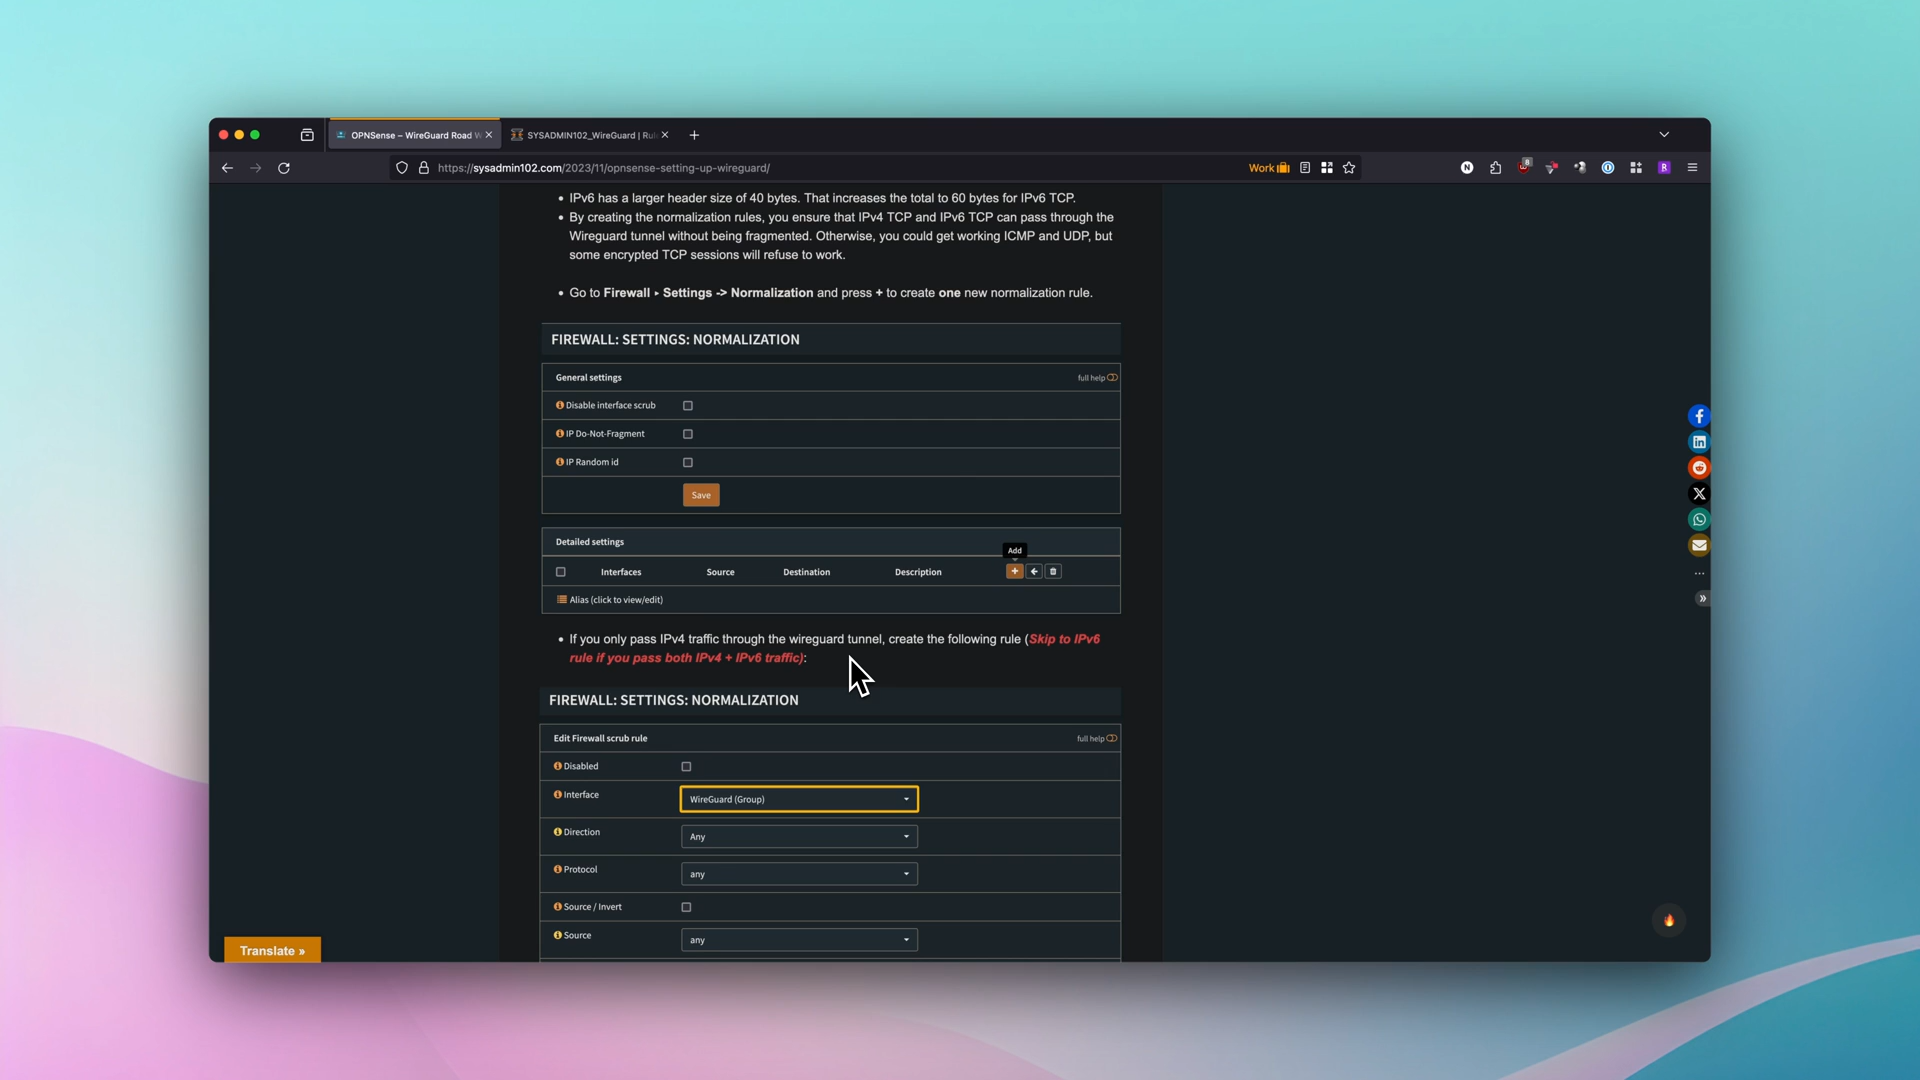 OPNSense – WireGuard Road W
SYSADMIN102_WireGuard | Rul
https://sysadmin102.com/2023/11/opnsense-setting-up-wireguard/
Work
8
• IPv6 has a larger header size of 40 bytes. That increases the total to 60 bytes for IPv6 TCP.
• By creating the normalization rules, you ensure that IPv4 TCP and IPv6 TCP can pass through the
Wireguard tunnel without being fragmented. Otherwise, you could get working ICMP and UDP, but
some encrypted TCP sessions will refuse to work.
• Go to Firewall ‣ Settings -> Normalization and press + to create one new normalization rule.
FIREWALL: SETTINGS: NORMALIZATION
General settings
full help
Disable interface scrub
IP Do-Not-Fragment
IP Random id
Save
Detailed settings
Add
Interfaces Source Destination Description
Alias (click to view/edit)
• If you only pass IPv4 traffic through the wireguard tunnel, create the following rule (Skip to IPv6
rule if you pass both IPv4 + IPv6 traffic):
FIREWALL: SETTINGS: NORMALIZATION
Edit Firewall scrub rule
full help
Disabled
Interface
WireGuard (Group)
Direction
Any
Protocol
any
Source / Invert
Source
any
Translate »